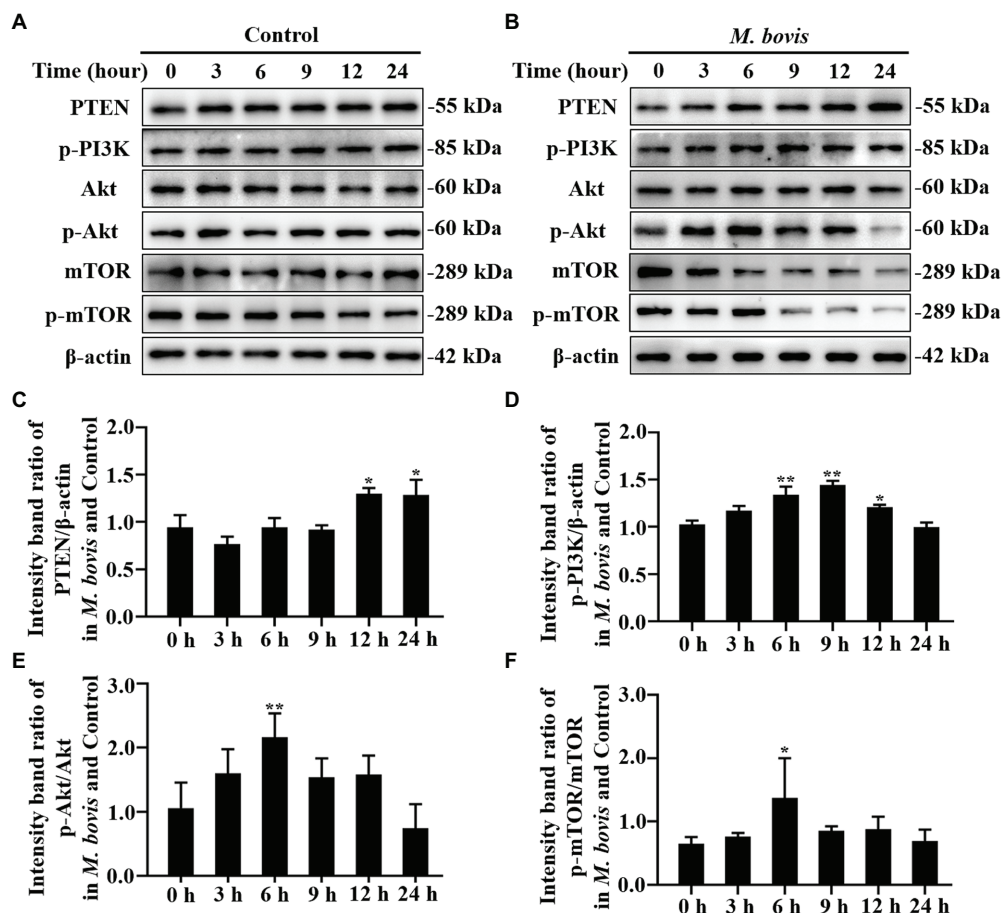 A
Control
Time (hour) 0 3 6 9 12 24
PTEN -55 kDa
p-PI3K -85 kDa
Akt -60 kDa
p-Akt -60 kDa
mTOR -289 kDa
p-mTOR -289 kDa
β-actin -42 kDa
B
M. bovis
Time (hour) 0 3 6 9 12 24
PTEN -55 kDa
p-PI3K -85 kDa
Akt -60 kDa
p-Akt -60 kDa
mTOR -289 kDa
p-mTOR -289 kDa
β-actin -42 kDa
C
Intensity band ratio of
PTEN/β-actin
in M. bovis and Control
2.0
1.5
1.0
0.5
0.0
* *
0 h 3 h 6 h 9 h 12 h 24 h
D
Intensity band ratio of
p-PI3K/β-actin
in M. bovis and Control
2.0
1.5
1.0
0.5
0.0
** ** *
0 h 3 h 6 h 9 h 12 h 24 h
E
Intensity band ratio of
p-Akt/Akt
in M. bovis and Control
3.0
2.0
1.0
0.0
**
0 h 3 h 6 h 9 h 12 h 24 h
F
Intensity band ratio of
p-mTOR/mTOR
in M. bovis and Control
3.0
2.0
1.0
0.0
*
0 h 3 h 6 h 9 h 12 h 24 h